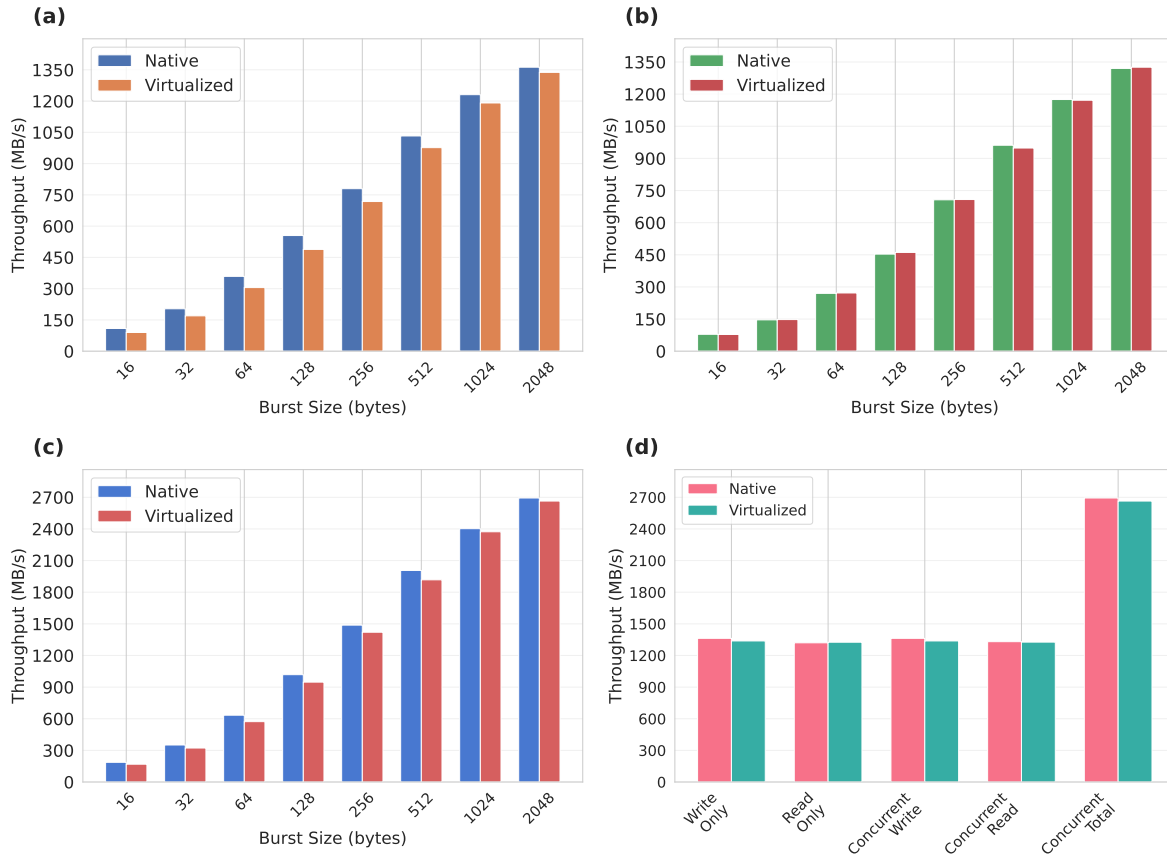 (a)
Native
Virtualized
Throughput (MB/s)
1350
1200
1050
900
750
600
450
300
150
0
16
32
64
128
256
512
1024
2048
Burst Size (bytes)
(b)
Native
Virtualized
Throughput (MB/s)
1350
1200
1050
900
750
600
450
300
150
0
16
32
64
128
256
512
1024
2048
Burst Size (bytes)
(c)
Native
Virtualized
Throughput (MB/s)
2700
2400
2100
1800
1500
1200
900
600
300
0
16
32
64
128
256
512
1024
2048
Burst Size (bytes)
(d)
Native
Virtualized
Throughput (MB/s)
2700
2400
2100
1800
1500
1200
900
600
300
0
Write
Only
Read
Only
Concurrent
Write
Concurrent
Read
Concurrent
Total